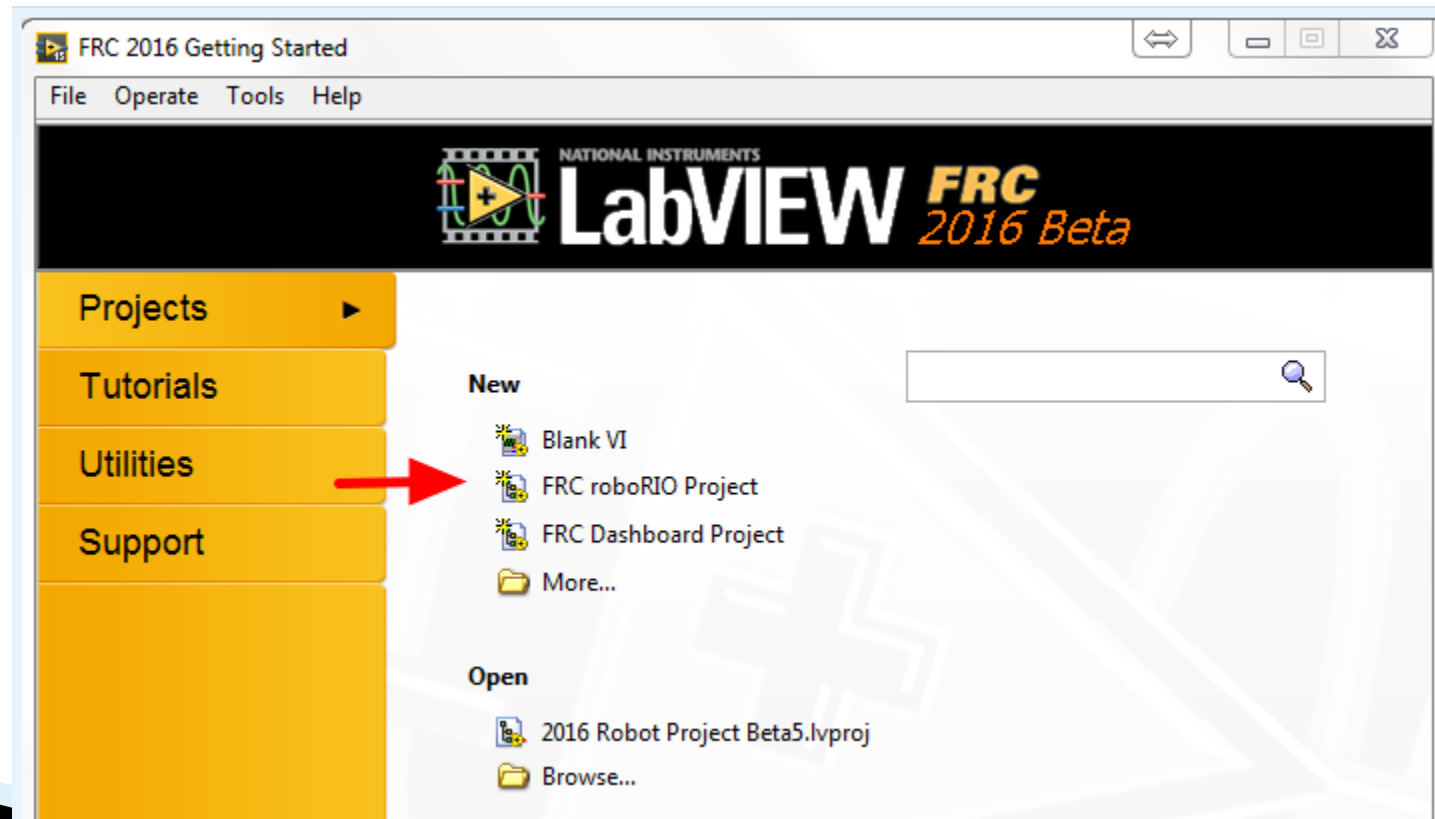 FRC 2016 Getting Started
File Operate Tools Help
NATIONAL INSTRUMENTS
LabVIEW FRC
2016 Beta
Projects
Tutorials
Utilities
Support
New
Blank VI
FRC roboRIO Project
FRC Dashboard Project
More...
Open
2016 Robot Project Beta5.lvproj
Browse...